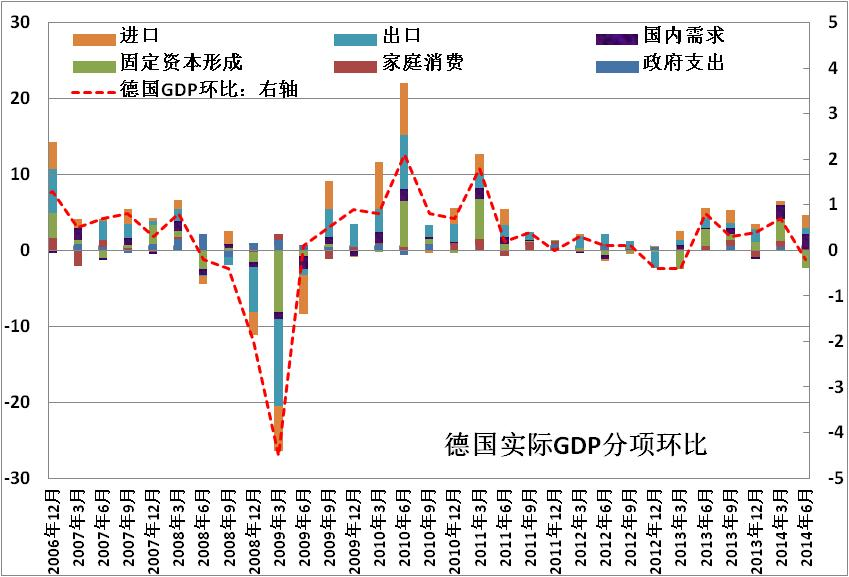 进口 出口 国内需求
固定资本形成 家庭消费 政府支出
德国GDP环比：右轴
30
20
10
0
-10
-20
-30
5
4
3
2
1
0
-1
-2
-3
-4
-5
德国实际GDP分项环比
2006年12月
2007年3月
2007年6月
2007年9月
2007年12月
2008年3月
2008年6月
2008年9月
2008年12月
2009年3月
2009年6月
2009年9月
2009年12月
2010年3月
2010年6月
2010年9月
2010年12月
2011年3月
2011年6月
2011年9月
2011年12月
2012年3月
2012年6月
2012年9月
2012年12月
2013年3月
2013年6月
2013年9月
2013年12月
2014年3月
2014年6月